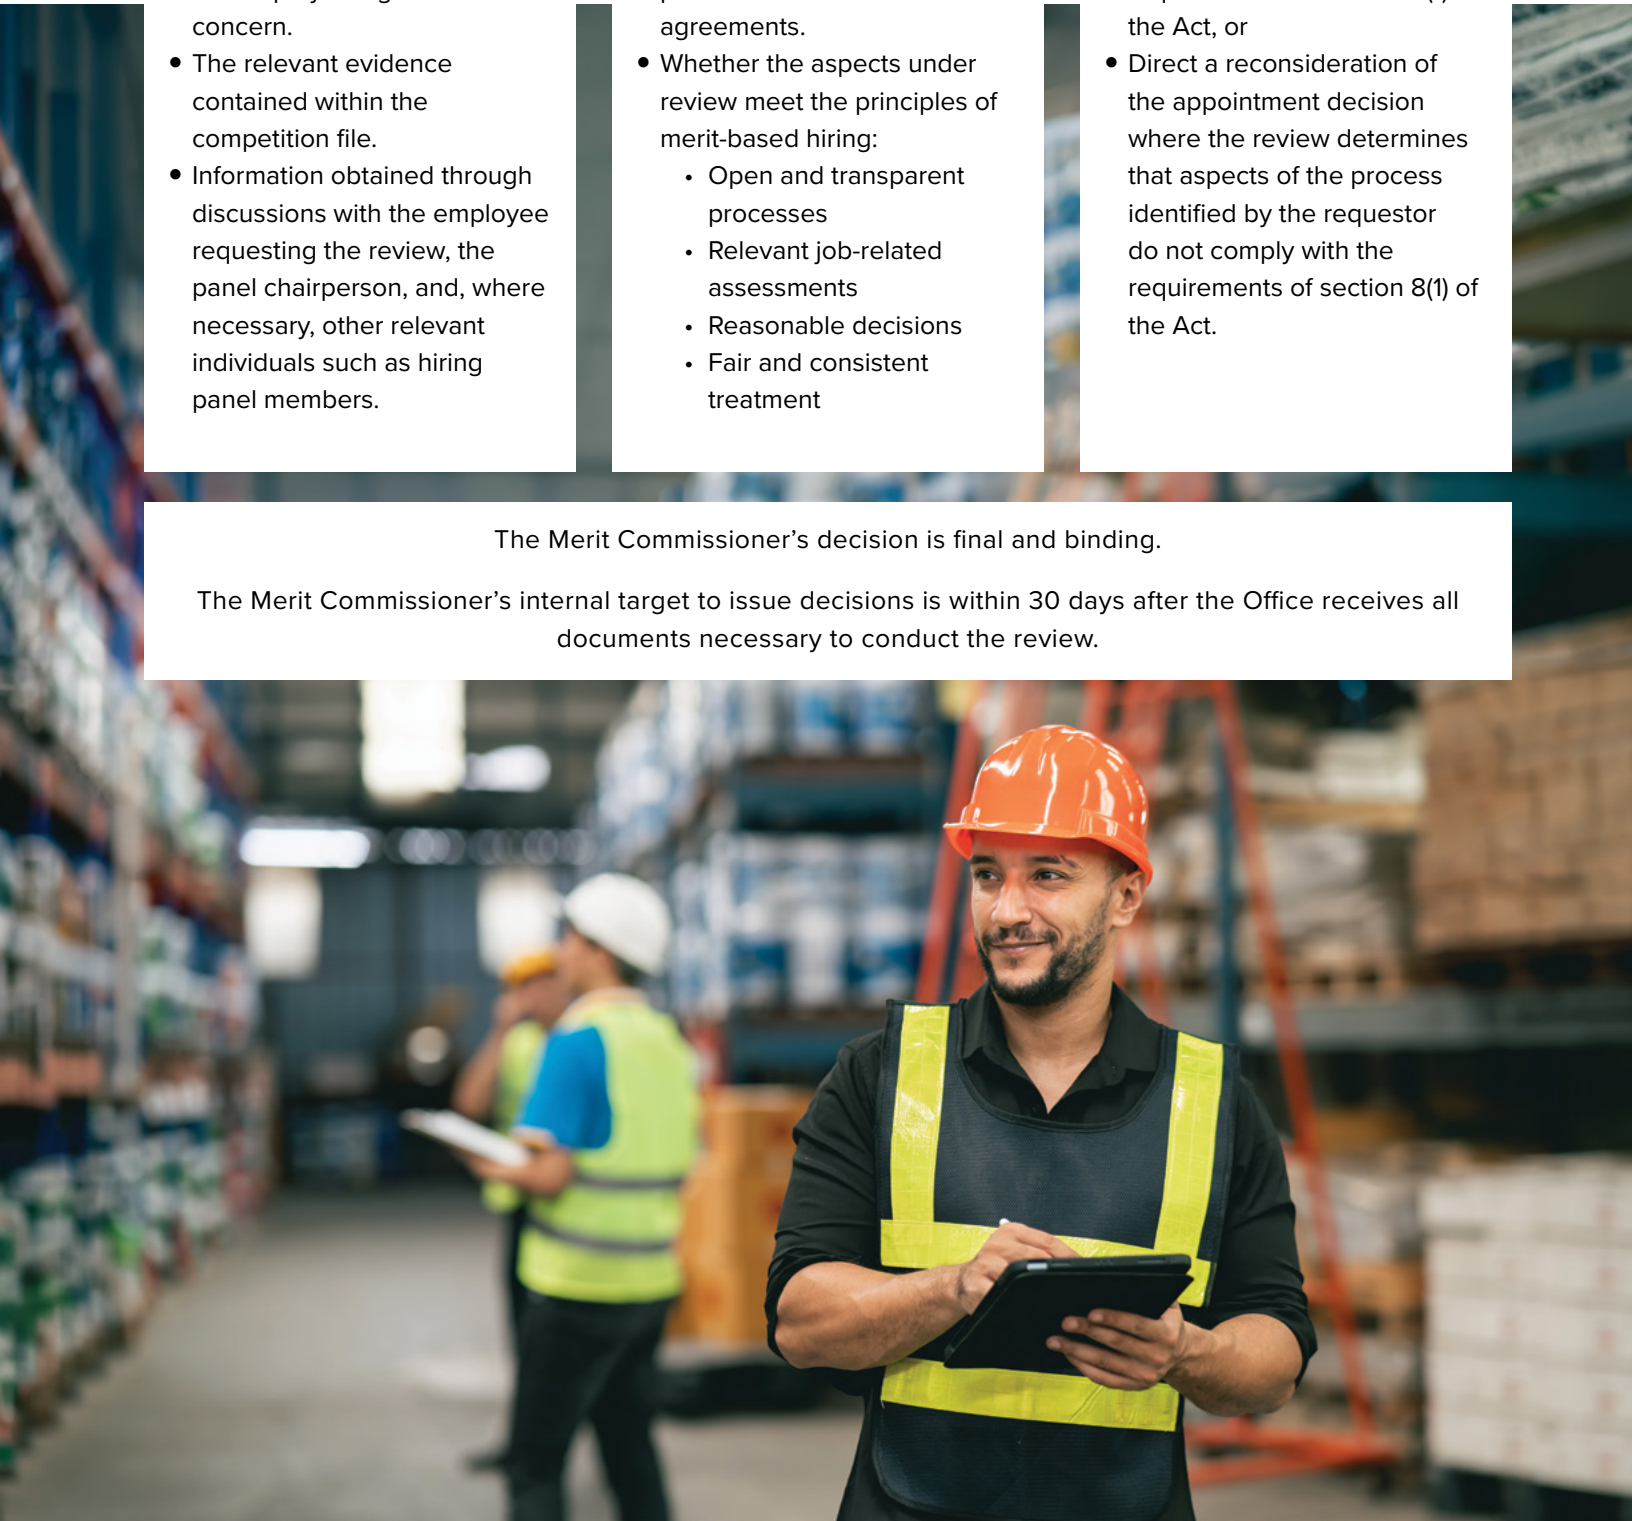 concern.
• The relevant evidence
contained within the
competition file.
• Information obtained through
discussions with the employee
requesting the review, the
panel chairperson, and, where
necessary, other relevant
individuals such as hiring
panel members.
agreements.
• Whether the aspects under
review meet the principles of
merit-based hiring:
• Open and transparent
processes
• Relevant job-related
assessments
• Reasonable decisions
• Fair and consistent
treatment
the Act, or
• Direct a reconsideration of
the appointment decision
where the review determines
that aspects of the process
identified by the requestor
do not comply with the
requirements of section 8(1) of
the Act.
The Merit Commissioner’s decision is final and binding.
The Merit Commissioner’s internal target to issue decisions is within 30 days after the Office receives all
documents necessary to conduct the review.